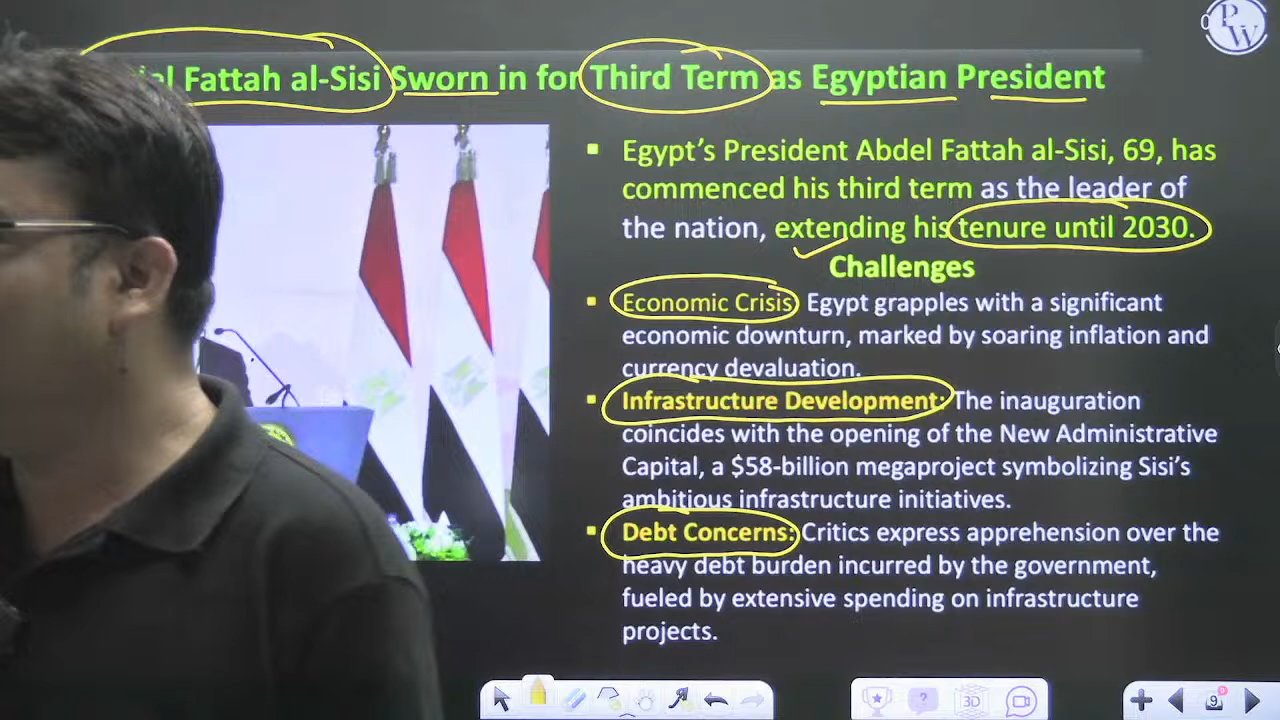 PW
Fattah al-Sisi Sworn in for Third Term as Egyptian President
▪ Egypt’s President Abdel Fattah al-Sisi, 69, has
commenced his third term as the leader of
the nation, extending his tenure until 2030.
Challenges
▪ Economic Crisis: Egypt grapples with a significant
economic downturn, marked by soaring inflation and
currency devaluation.
▪ Infrastructure Development: The inauguration
coincides with the opening of the New Administrative
Capital, a $58-billion megaproject symbolizing Sisi’s
ambitious infrastructure initiatives.
▪ Debt Concerns: Critics express apprehension over the
heavy debt burden incurred by the government,
fueled by extensive spending on infrastructure
projects.
? 3D 9